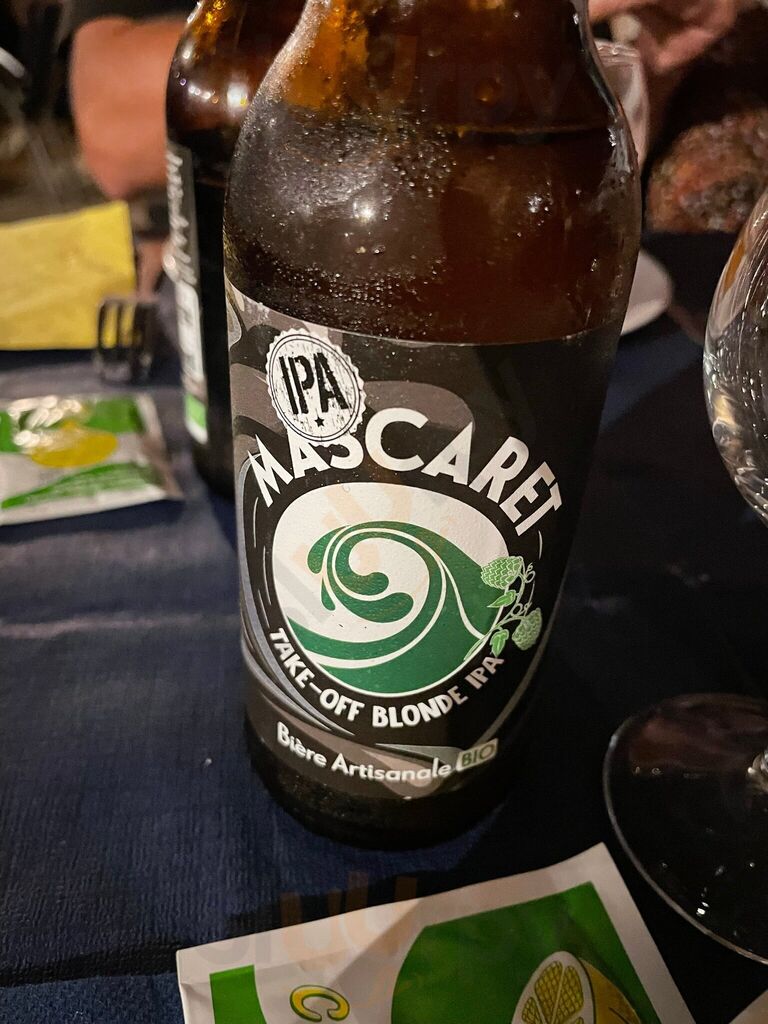 IPA
MASCARET
TAKE-OFF BLONDE IPA
Bière Artisanale BIO
C